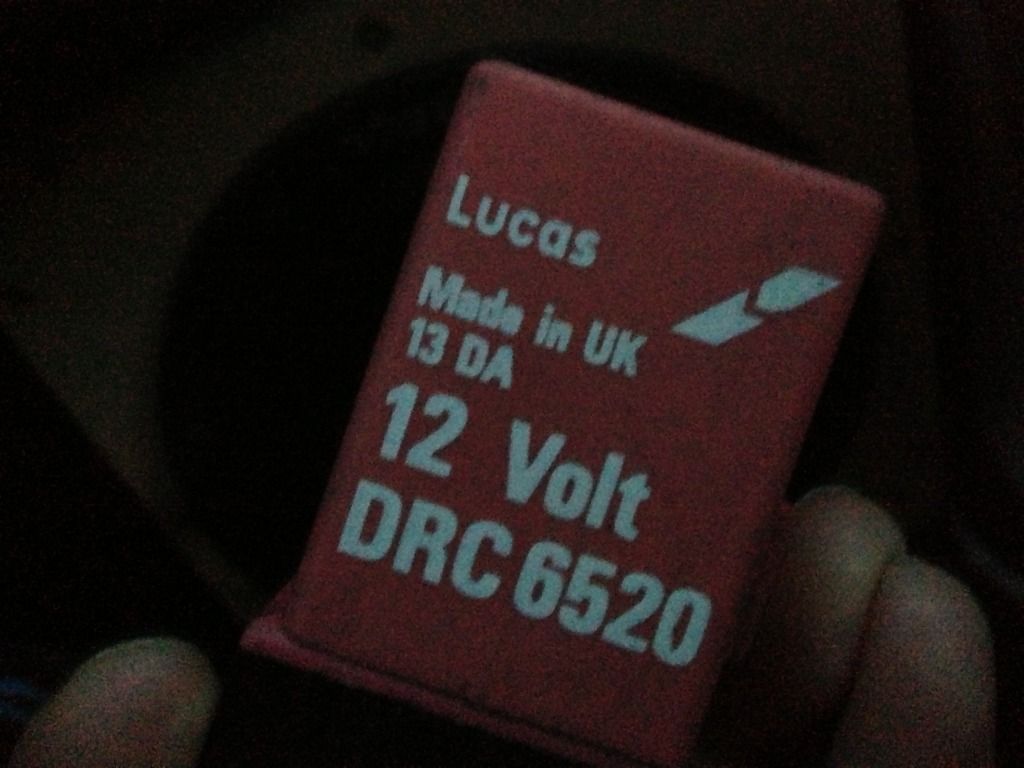 Lucas
Made in UK
13 DA
12 Volt
DRC 6520